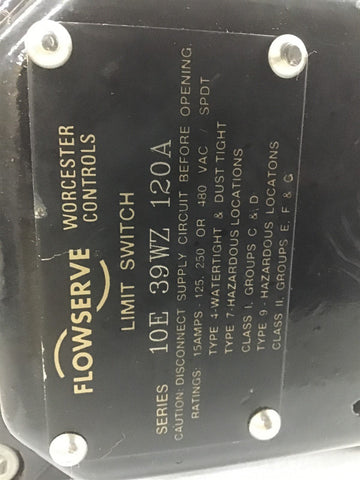 FLOWSERVE
WORCESTER
CONTROLS
LIMIT SWITCH
SERIES 10E 39WZ 120A
CAUTION: DISCONNECT SUPPLY CIRCUIT BEFORE OPENING.
RATINGS: 15AMPS - 125, 250 OR 480 VAC / SPDT
TYPE 4-WATERTIGHT & DUST TIGHT
TYPE 7-HAZARDOUS LOCATIONS
CLASS I, GROUPS C & D
TYPE 9-HAZARDOUS LOCATONS
CLASS II, GROUPS E, F & G